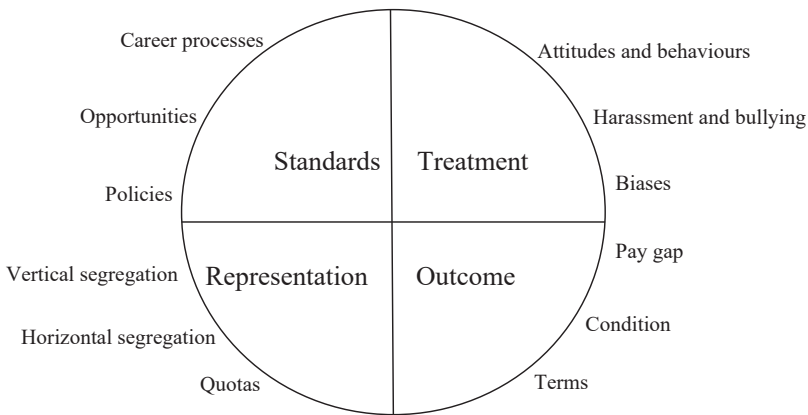 Career processes
Opportunities
Policies
Standards
Treatment
Attitudes and behaviours
Harassment and bullying
Biases
Vertical segregation
Horizontal segregation
Quotas
Representation
Outcome
Pay gap
Condition
Terms